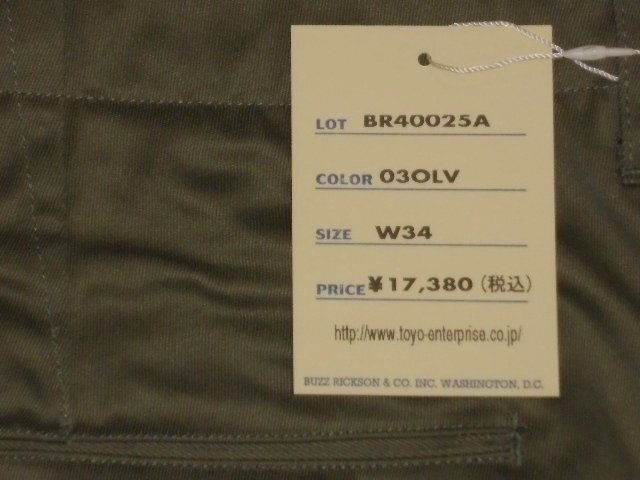 LOT BR40025A
COLOR 03OLV
SIZE W34
PRiCE ¥17,380(税込)
http://www.toyo-enterprise.co.jp/
BUZZ RICKSON & CO. INC. WASHINGTON, D.C.